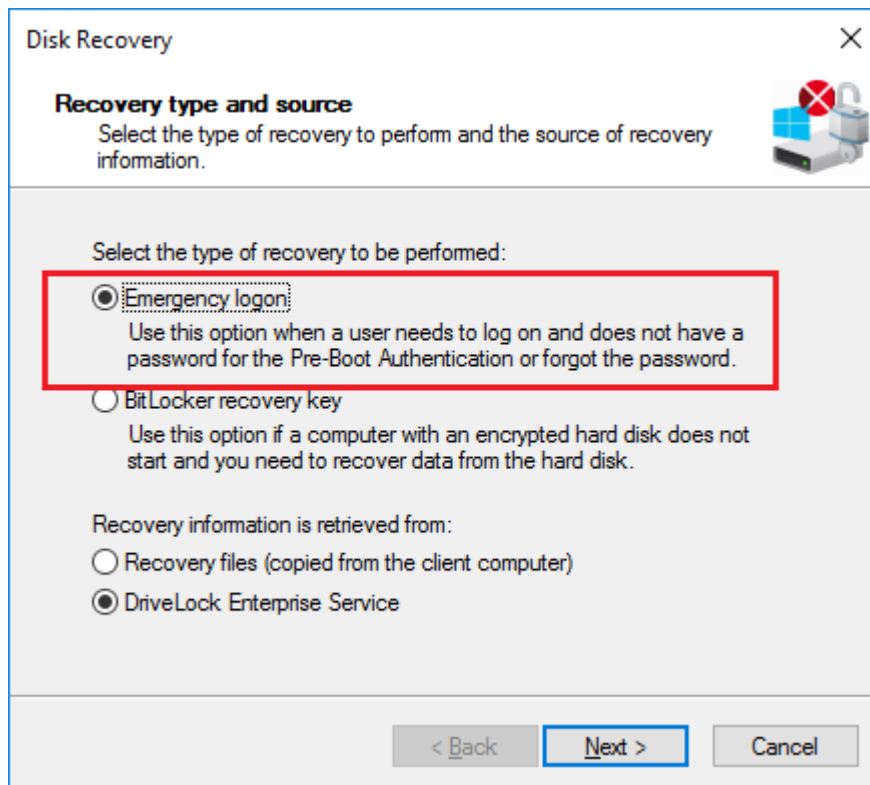 Disk Recovery
Recovery type and source
Select the type of recovery to perform and the source of recovery
information.
Select the type of recovery to be performed:
Emergency logon
Use this option when a user needs to log on and does not have a
password for the Pre-Boot Authentication or forgot the password.
BitLocker recovery key
Use this option if a computer with an encrypted hard disk does not
start and you need to recover data from the hard disk.
Recovery information is retrieved from:
Recovery files (copied from the client computer)
DriveLock Enterprise Service
< Back Next > Cancel